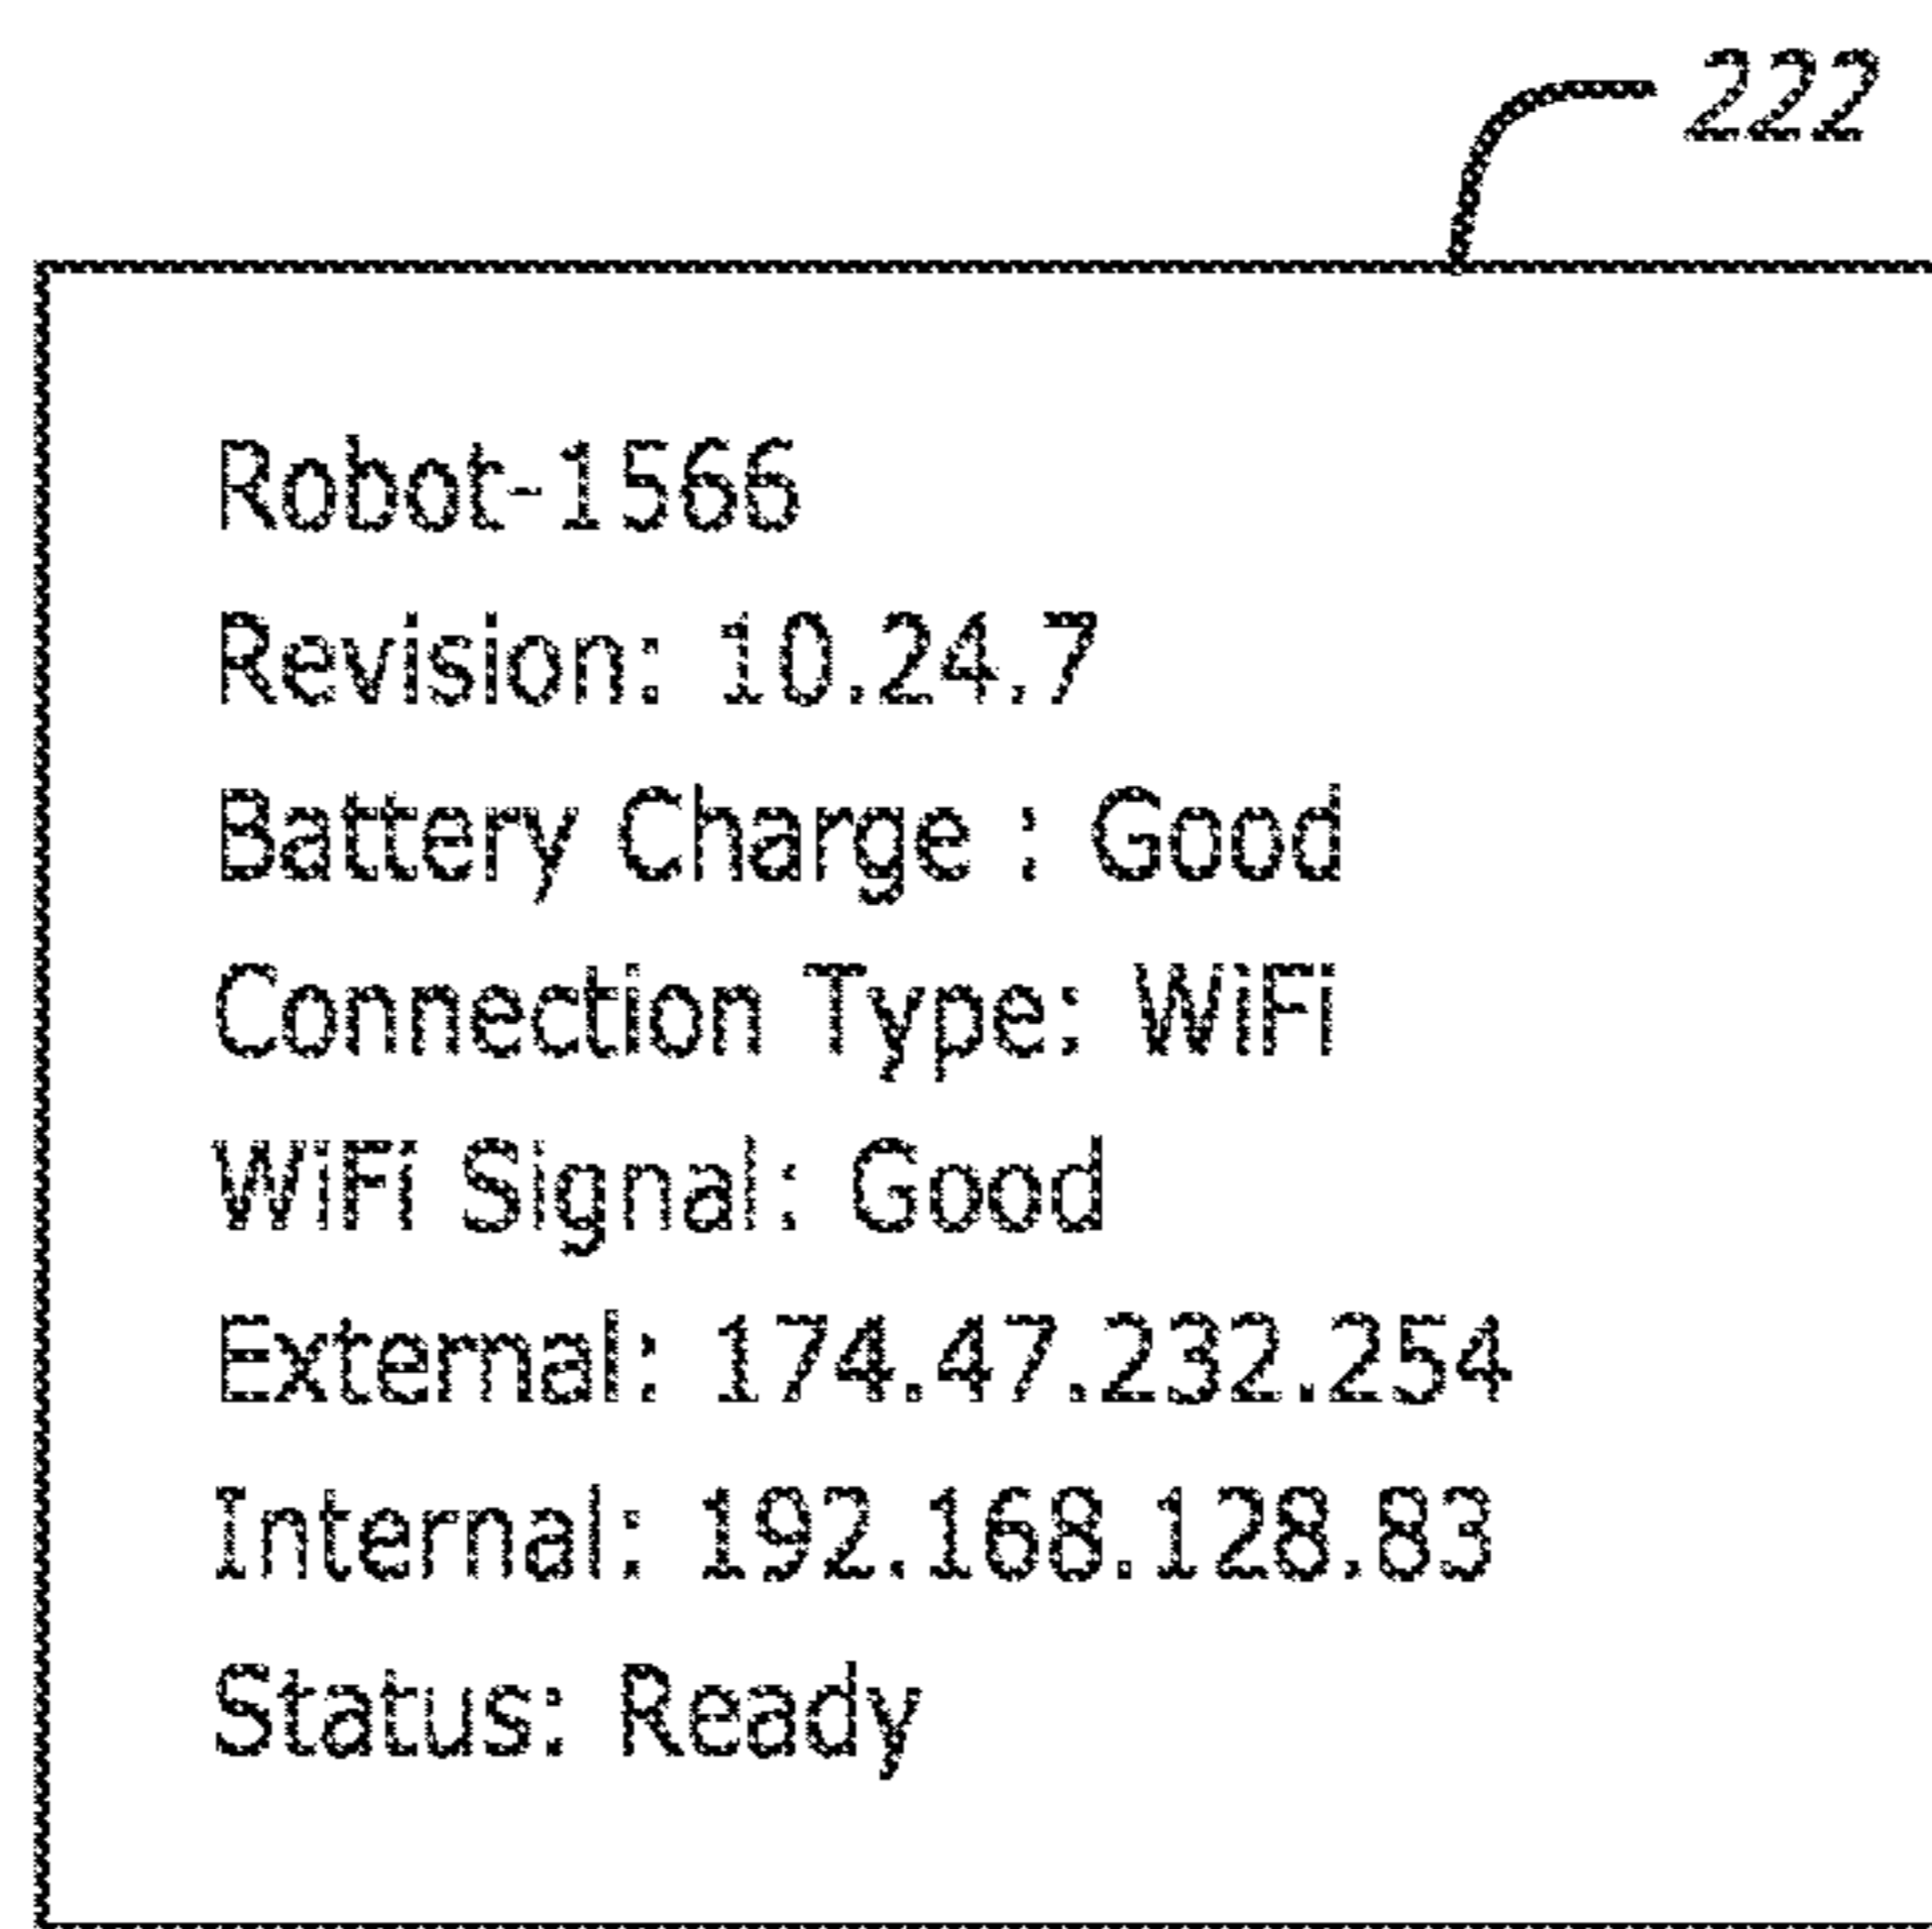 222
Robot-1566
Revision: 10.24.7
Battery Charge : Good
Connection Type: WiFi
WiFi Signal: Good
External: 174.47.232.254
Internal: 192.168.128.83
Status: Ready